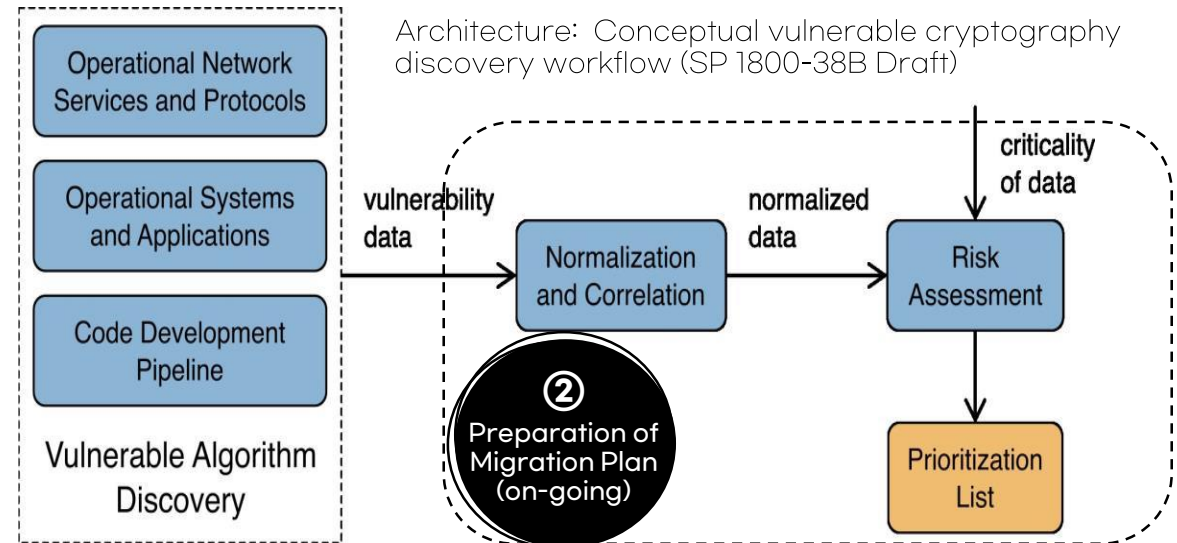 Architecture: Conceptual vulnerable cryptography
discovery workflow (SP 1800-38B Draft)
Operational Network
Services and Protocols
Operational Systems
and Applications
Code Development
Pipeline
Vulnerable Algorithm
Discovery
vulnerability
data
Normalization
and Correlation
normalized
data
criticality
of data
Risk
Assessment
Prioritization
List
②
Preparation of
Migration Plan
(on-going)